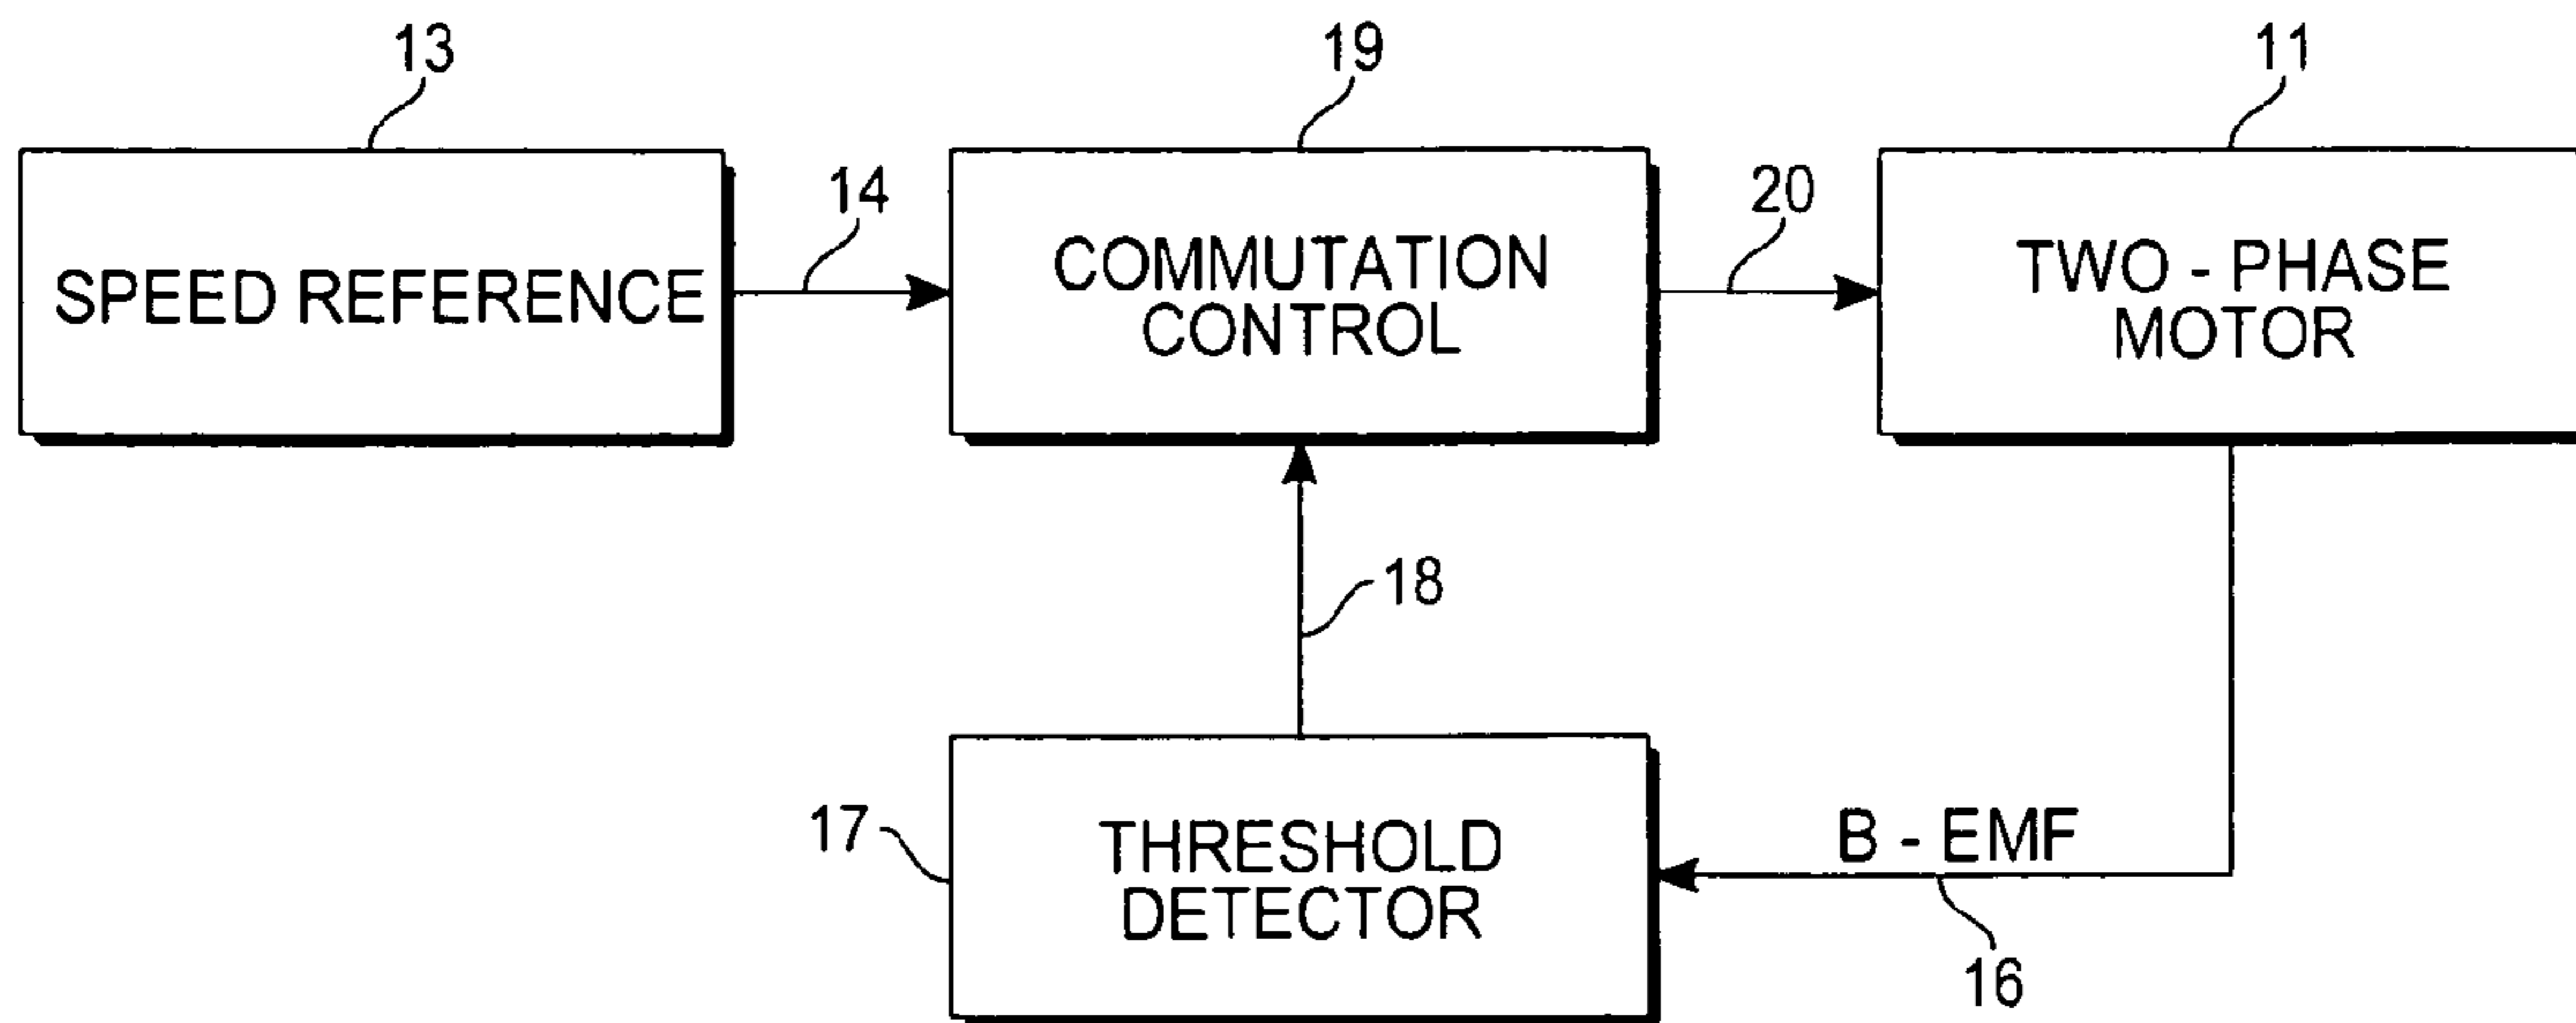 13
19
11
14
20
SPEED REFERENCE
COMMUTATION
CONTROL
TWO - PHASE
MOTOR
18
17
THRESHOLD
DETECTOR
B - EMF
16